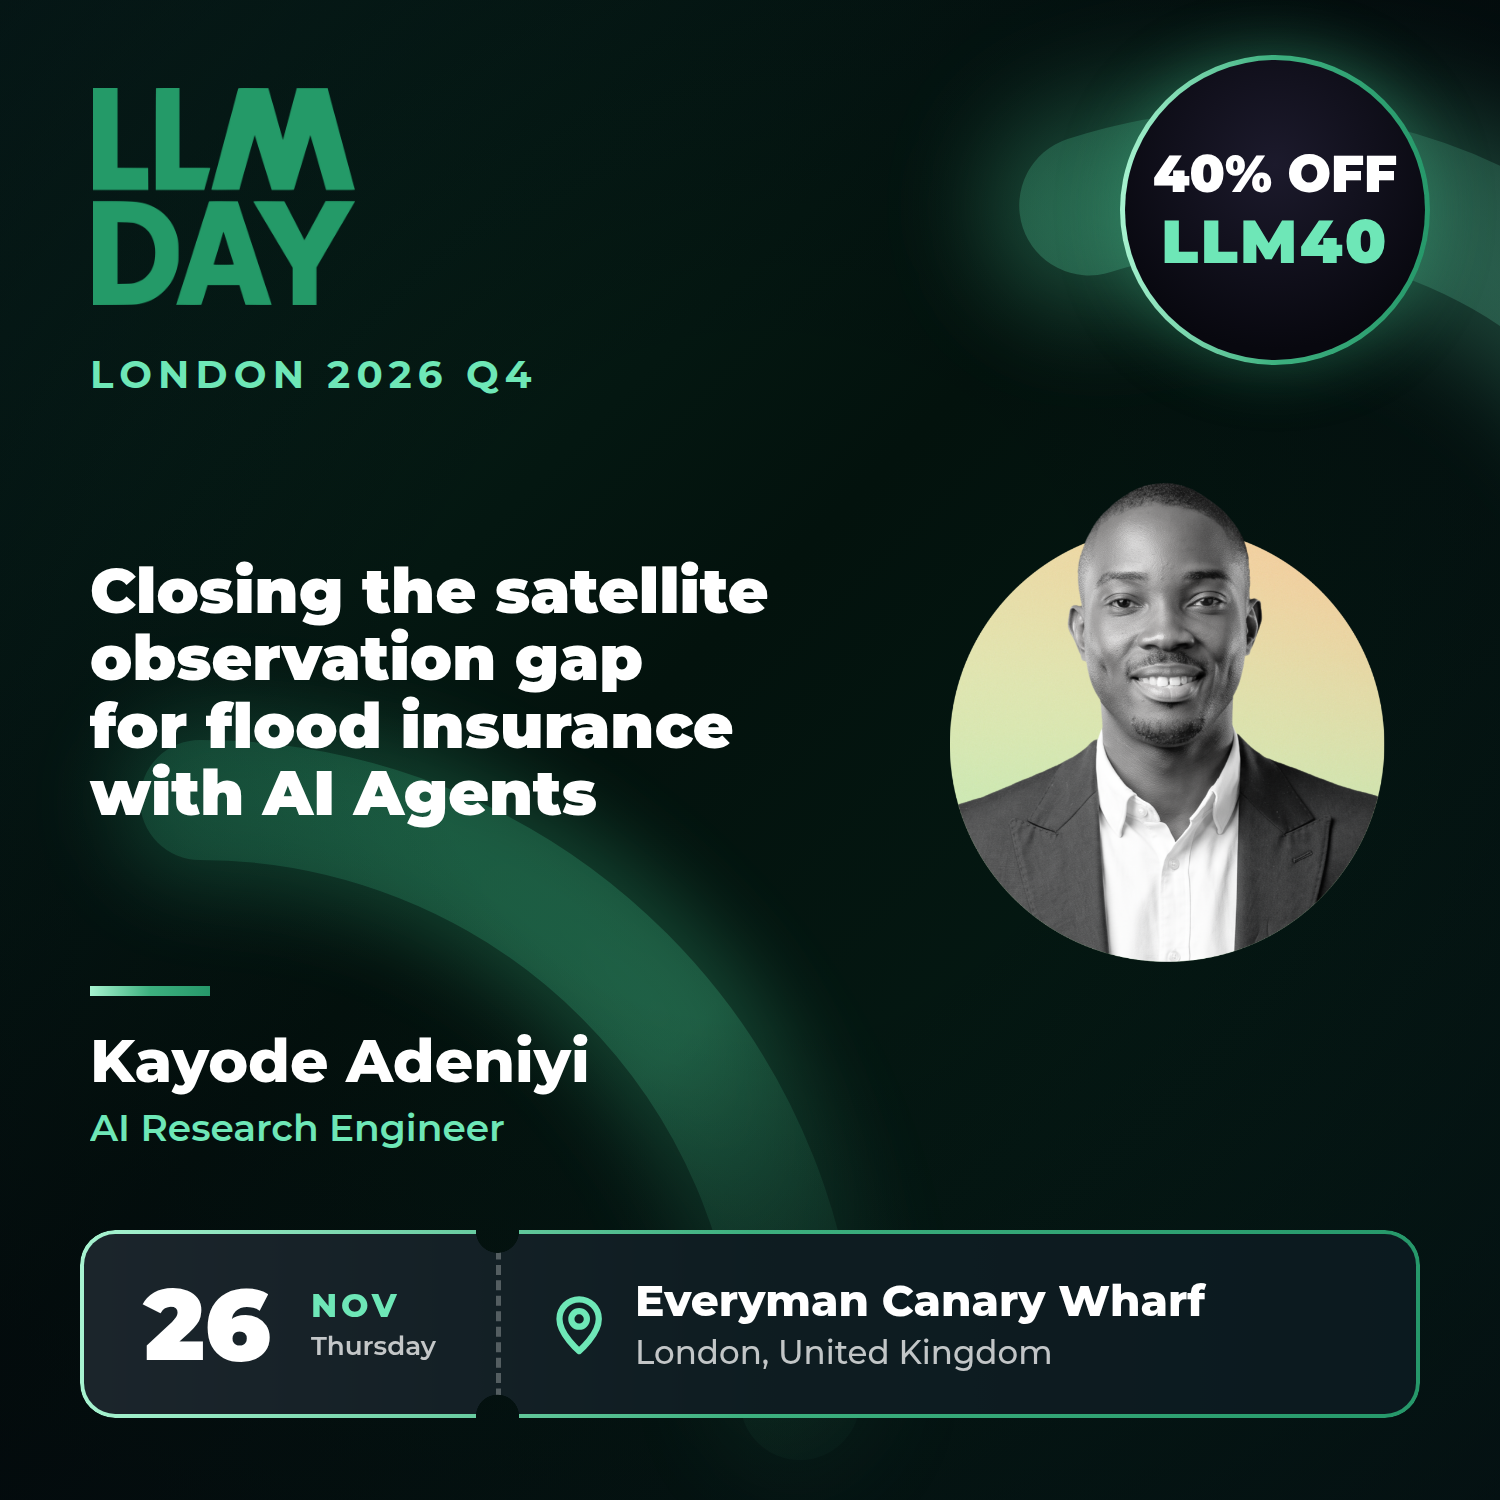 LLM
DAY
LONDON 2026 Q4
40% OFF
LLM40
Closing the satellite
observation gap
for flood insurance
with AI Agents
Kayode Adeniyi
AI Research Engineer
26
NOV
Thursday
Everyman Canary Wharf
London, United Kingdom